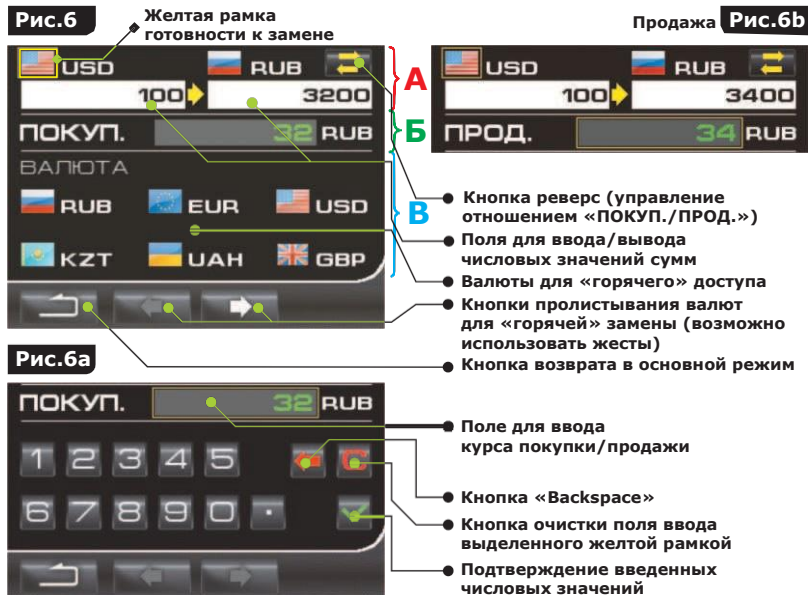 Рис.6
Желтая рамка
готовности к замене
Продажа Рис.6b
USD RUB
100 3200
А
ПОКУП. 32 RUB
Б
ВАЛЮТА
RUB EUR USD
KZT UAH GBP
В
USD RUB
100 3400
ПРОД. 34 RUB
Кнопка реверс (управление
отношением «ПОКУП./ПРОД.»)
Поля для ввода/вывода
числовых значений сумм
Валюты для «горячего» доступа
Кнопки пролистывания валют
для «горячей» замены (возможно
использовать жесты)
Кнопка возврата в основной режим
Рис.6a
ПОКУП. 32 RUB
1 2 3 4 5 C
6 7 8 9 0 .
Поле для ввода
курса покупки/продажи
Кнопка «Backspace»
Кнопка очистки поля ввода
выделенного желтой рамкой
Подтверждение введенных
числовых значений